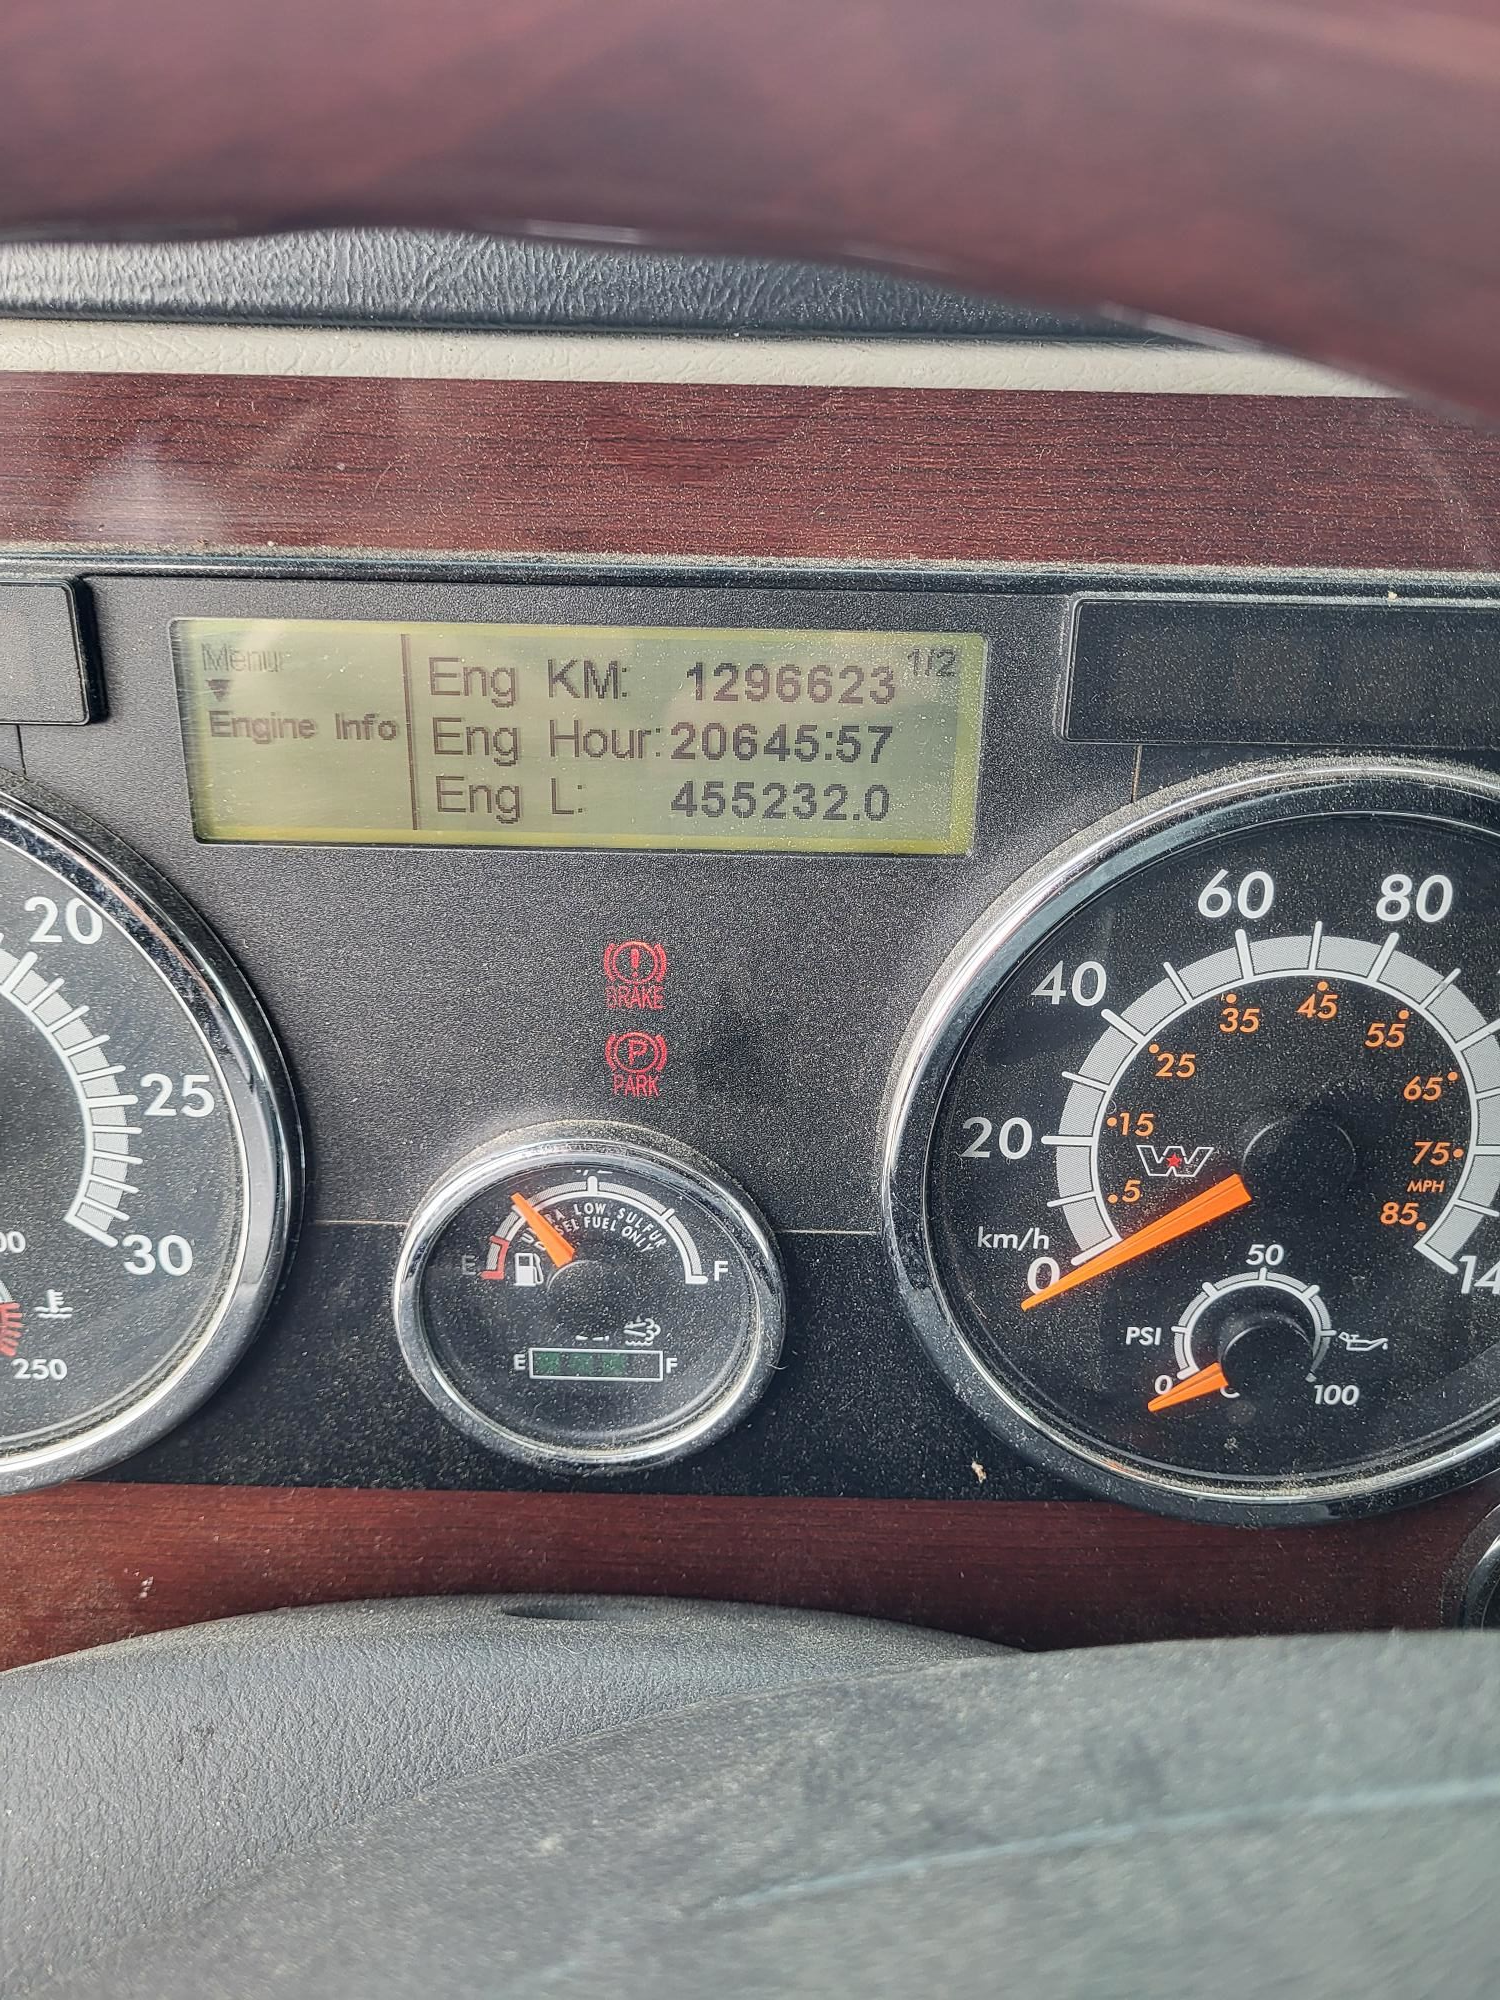 Menu
Engine Info
1/2
Eng KM: 1296623
Eng Hour: 20645:57
Eng L: 455232.0
BRAKE
PARK
20
25
30
250
E
F
LOW SULFUR
FUEL ONLY
E
F
0
20
40
60
80
km/h
5
15
25
35
45
55
65
75
MPH
85
W
PSI
0
50
100